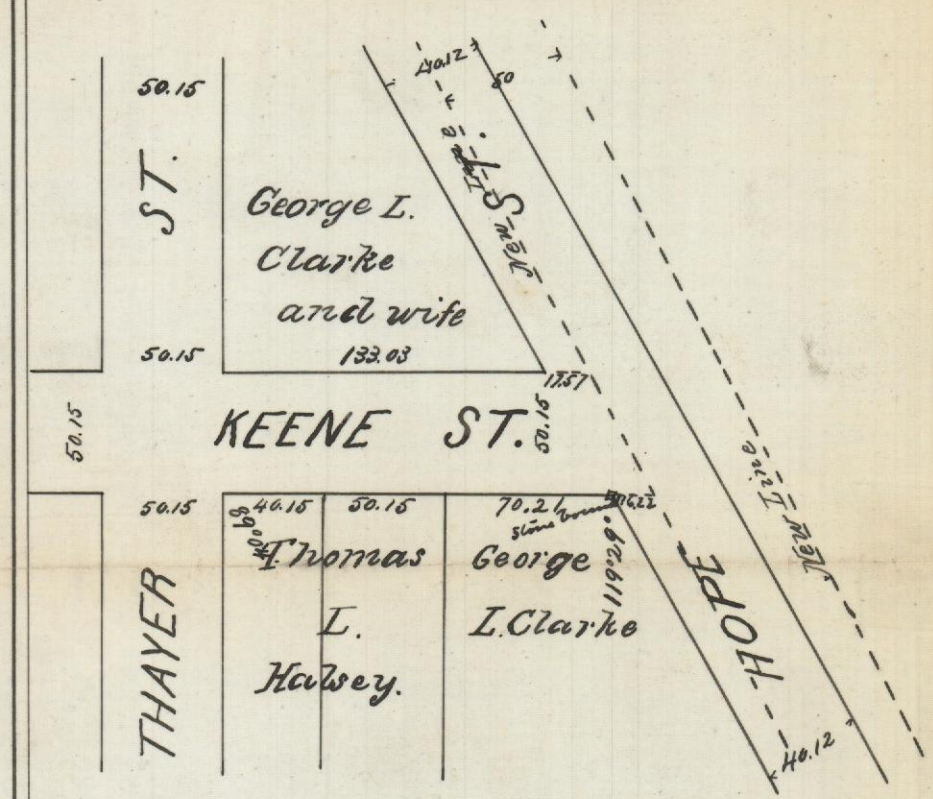 50.15
ST.
50.15
George L.
Clarke
and wife
133.03
40.12
50
New Line
St.
17.57
New Line
50.15
KEENE ST.
50.15
50.15
40.15
50.15
70.21
stone bound
Thomas
L.
Halsey.
George
L. Clarke
THAYER
HOPE
40.12